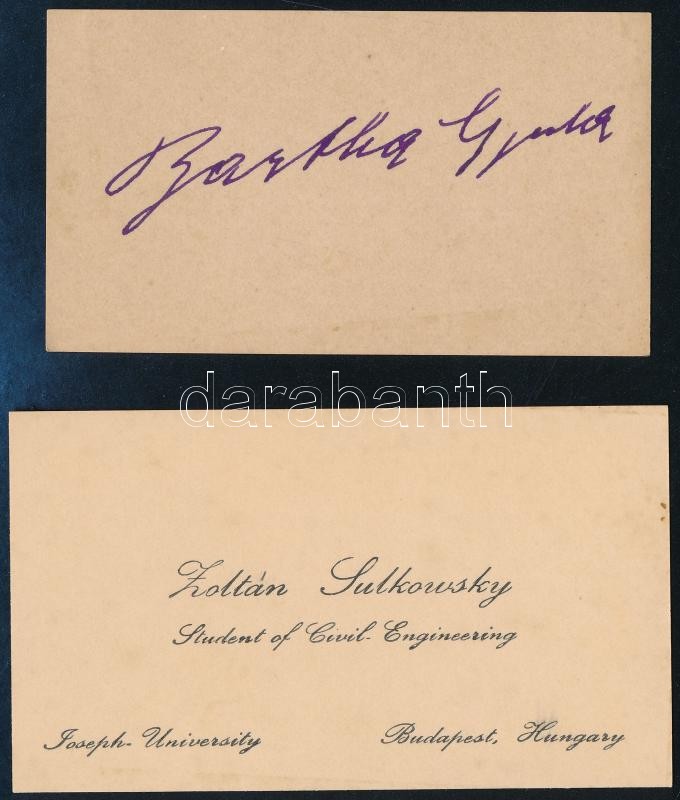 Bartha Gyula
darabanth
Zoltán Sulkowsky
Student of Civil-Engineering
Joseph-University Budapest, Hungary